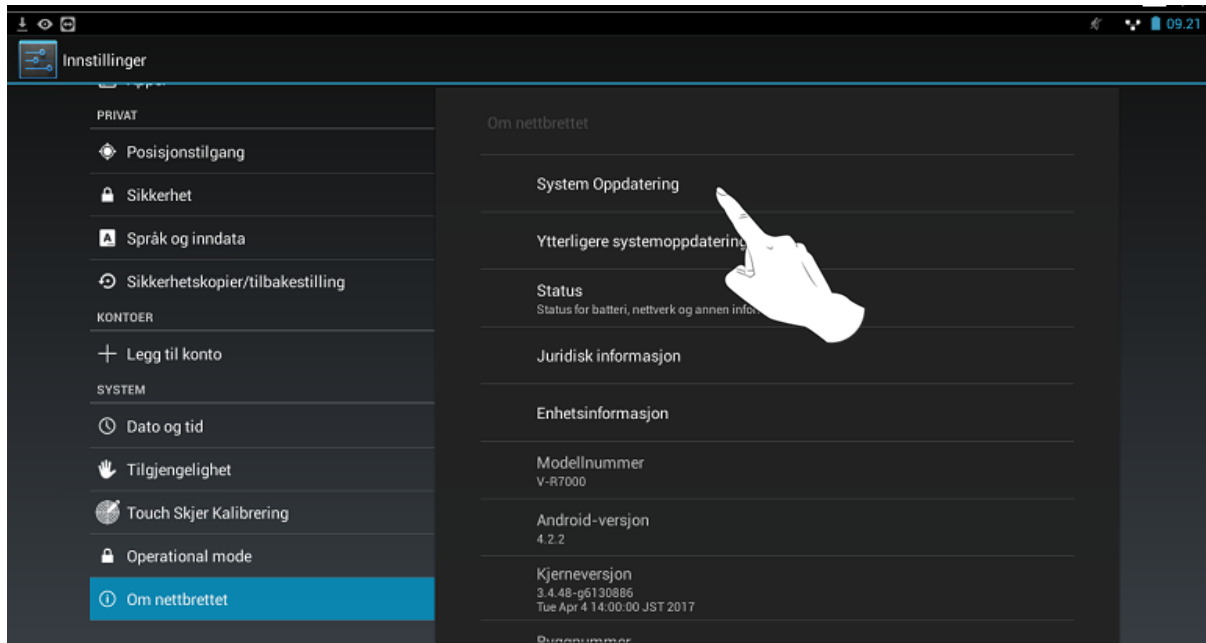 09.21
Innstillinger
PRIVAT
Posisjonstilgang
Sikkerhet
Språk og inndata
Sikkerhetskopier/tilbakestilling
KONTOER
Legg til konto
SYSTEM
Dato og tid
Tilgjengelighet
Touch Skjer Kalibrering
Operational mode
Om nettbrettet
Om nettbrettet
System Oppdatering
Ytterligere systemoppdatering
Status
Status for batteri, nettverk og annen
Juridisk informasjon
Enhetsinformasjon
Modellnummer
V-R7000
Android-versjon
4.2.2
Kjerneversjon
3.4.48-g6130886
Tue Apr 4 14:00:00 JST 2017